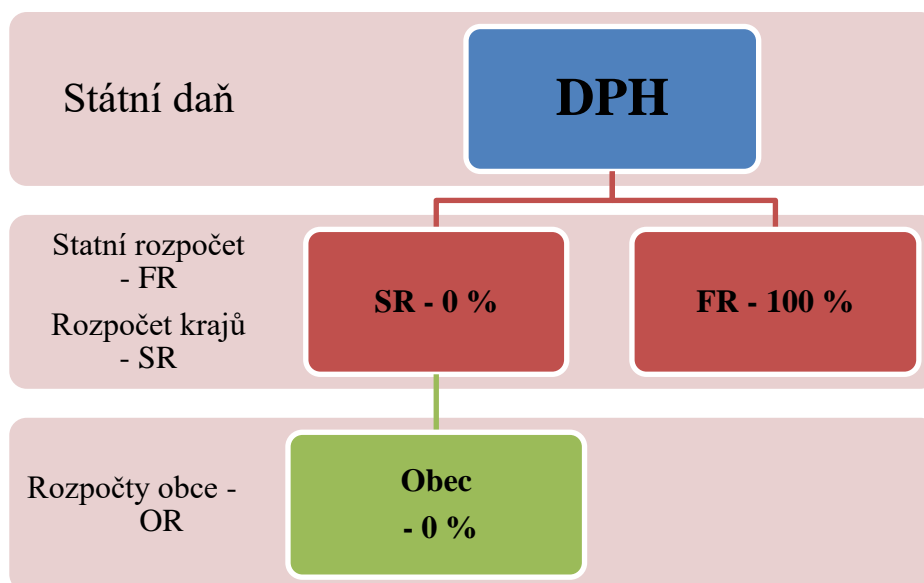 Státní daň
DPH
Statní rozpočet
- FR
Rozpočet krajů
- SR
SR - 0 %
FR - 100 %
Rozpočty obce -
OR
Obec
- 0 %